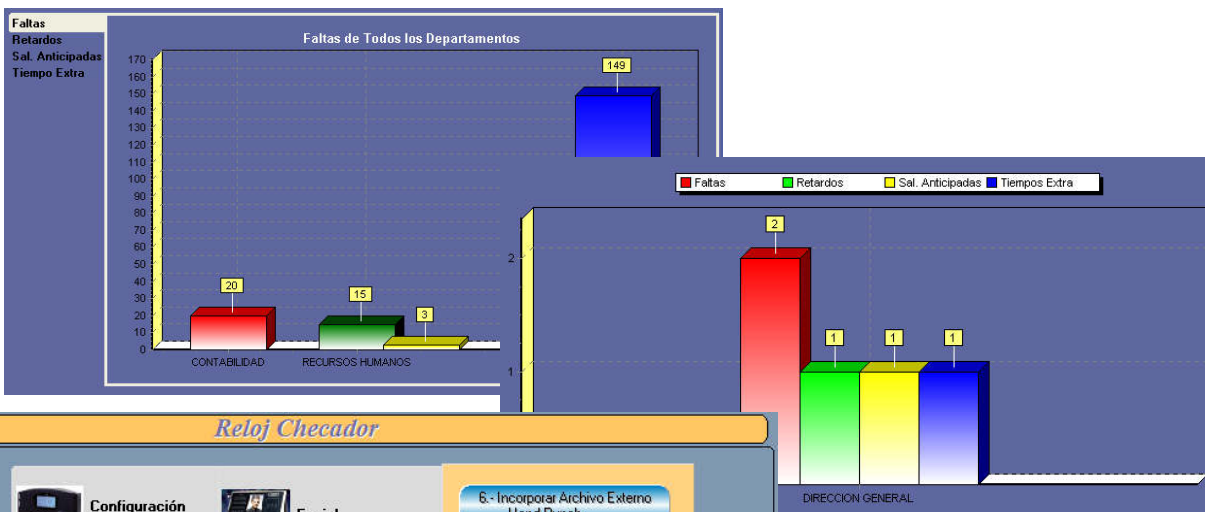 Faltas
Retardos
Sal. Anticipadas
Tiempo Extra
Faltas de Todos los Departamentos
170
160
150
140
130
120
110
100
90
80
70
60
50
40
30
20
10
0
149
20
15
3
CONTABILIDAD
RECURSOS HUMANOS
Faltas
Retardos
Sal. Anticipadas
Tiempos Extra
2
1
2
1
1
1
DIRECCION GENERAL
Reloj Checador
Configuración
6.- Incorporar Archivo Externo